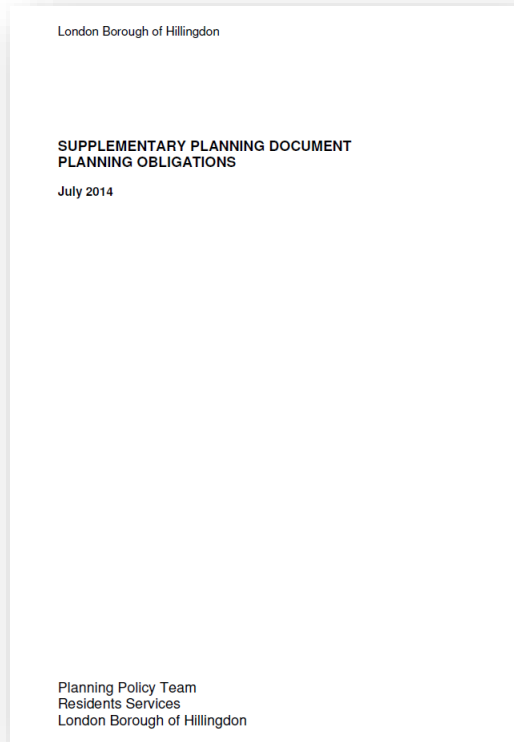 London Borough of Hillingdon
SUPPLEMENTARY PLANNING DOCUMENT
PLANNING OBLIGATIONS
July 2014
Planning Policy Team
Residents Services
London Borough of Hillingdon